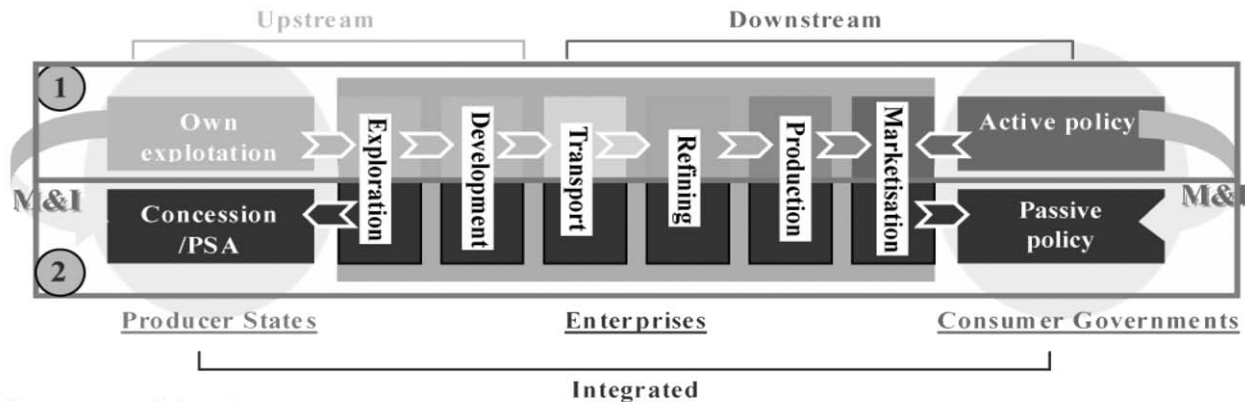 Upstream
Downstream
1
Own
explotation
Exploration
Development
Transport
Refining
Production
Marketisation
Active policy
M&I
M&I
Concession
/PSA
Passive
policy
2
Producer States
Enterprises
Consumer Governments
Integrated